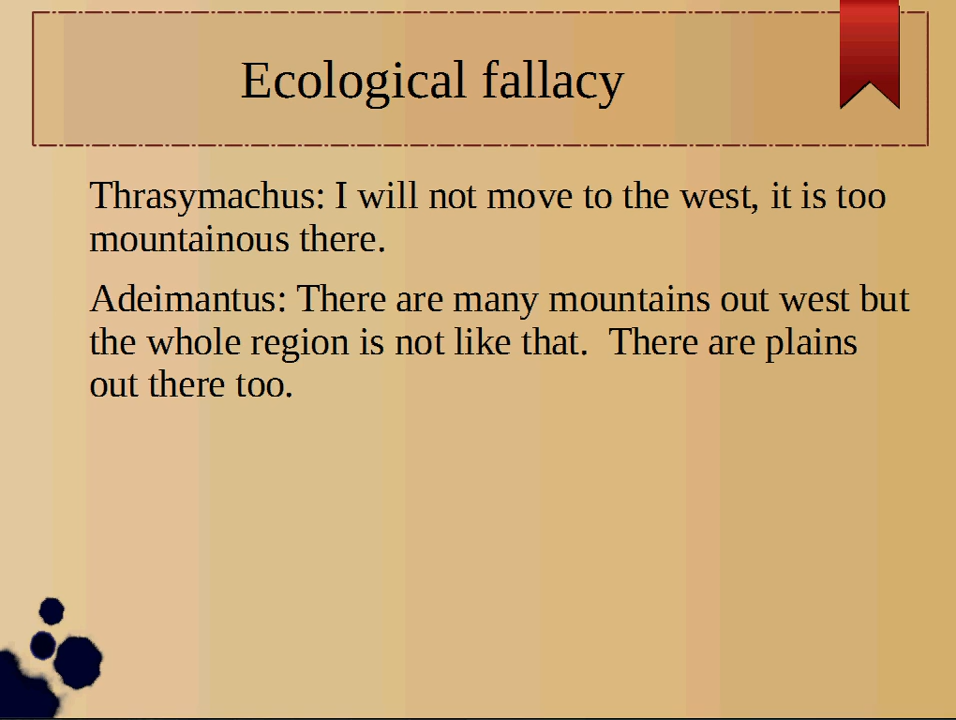 Ecological fallacy
Thrasymachus: I will not move to the west, it is too
mountainous there.
Adeimantus: There are many mountains out west but
the whole region is not like that.  There are plains
out there too.